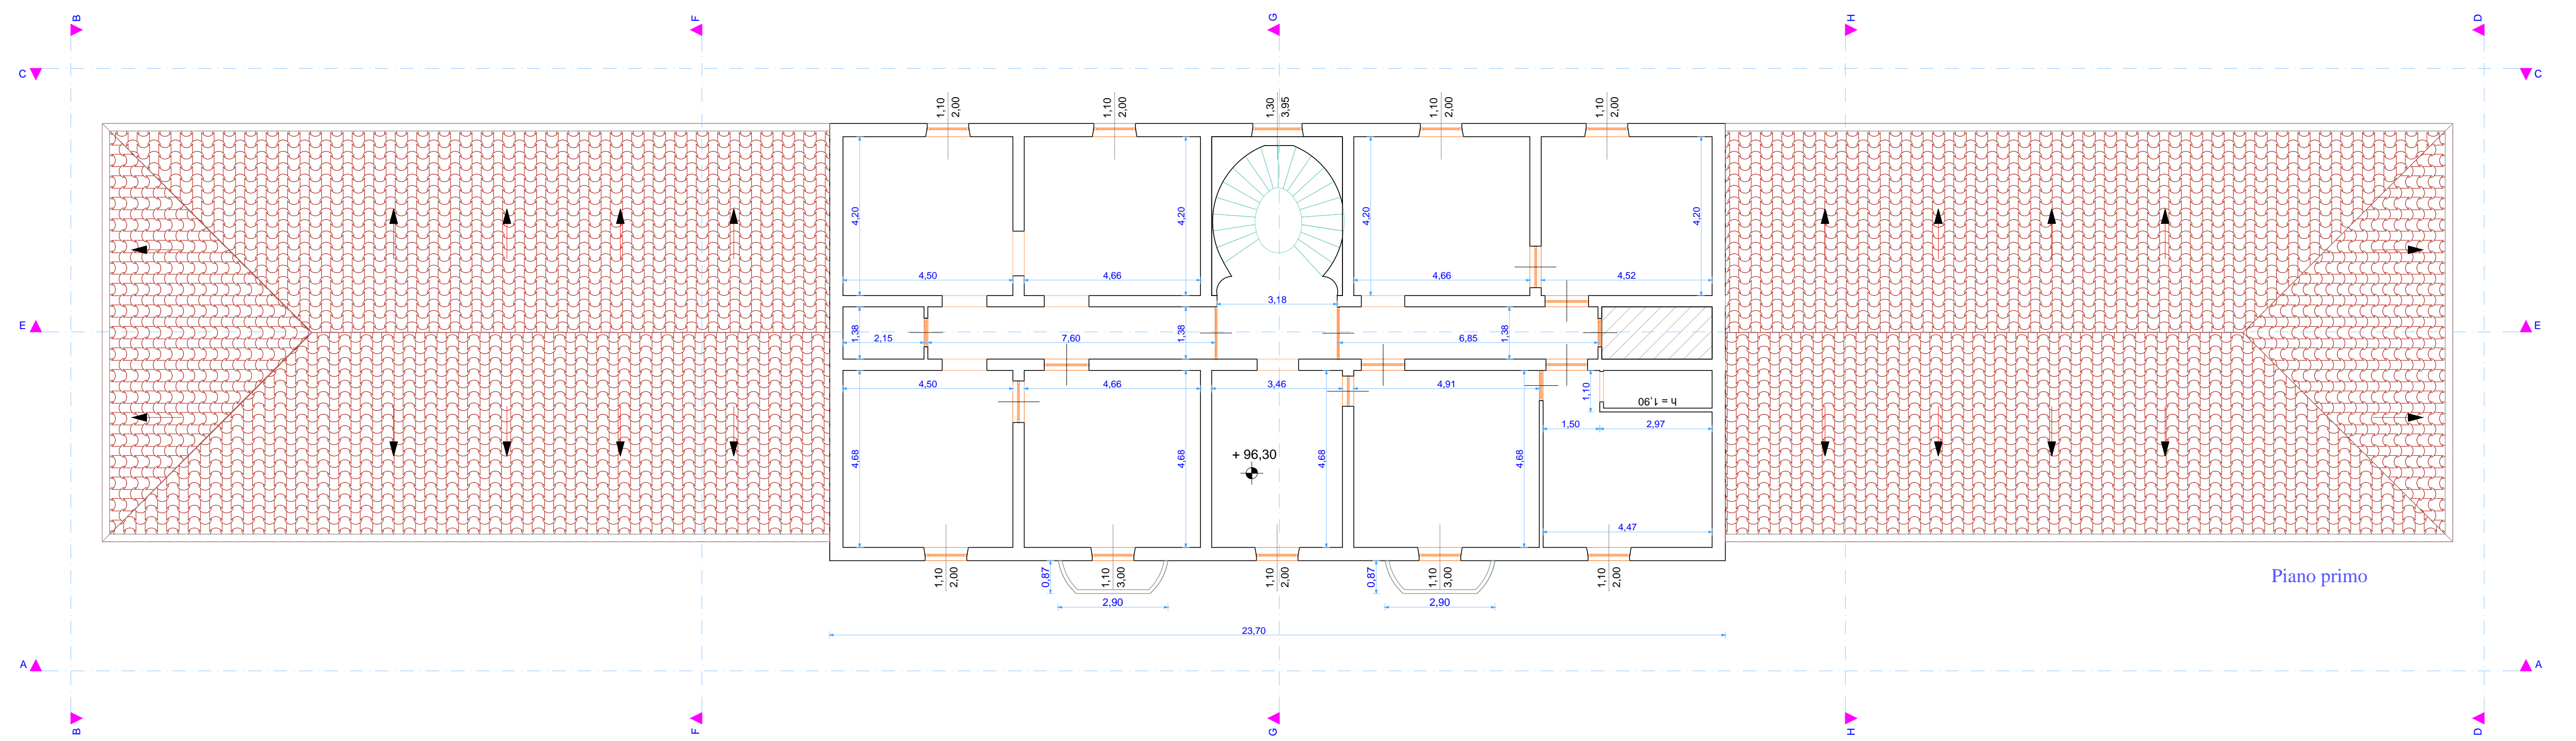 B
F
G
H
D
C
C
1,10
2,00
1,10
2,00
1,30
3,95
1,10
2,00
1,10
2,00
4,20
4,20
4,20
4,20
4,50
4,66
4,66
4,52
3,18
E
E
1,38
2,15
7,60
1,38
6,85
1,38
4,50
4,66
3,46
4,91
1,10
h = 1,90
1,50
2,97
4,68
4,68
+ 96,30
4,68
4,68
4,47
1,10
2,00
0,87
1,10
3,00
1,10
2,00
0,87
1,10
3,00
1,10
2,00
Piano primo
2,90
2,90
23,70
A
A
B
F
G
H
D